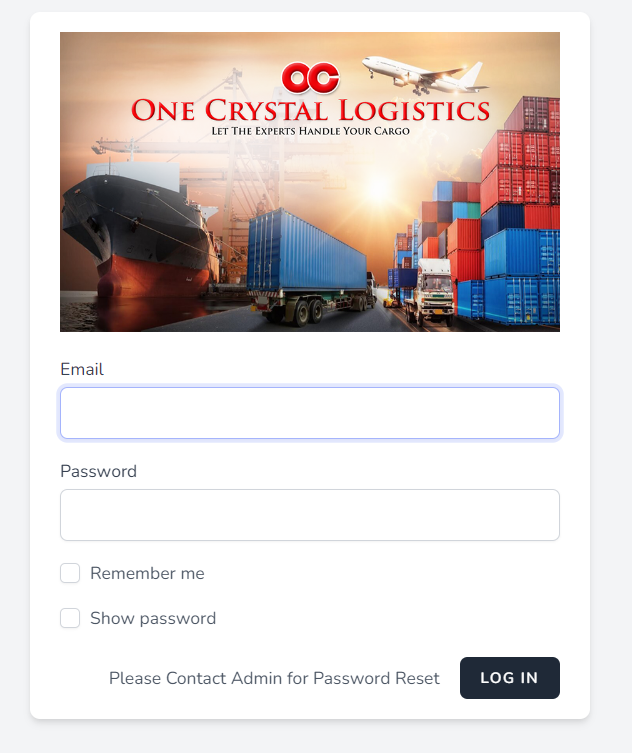 OC
ONE CRYSTAL LOGISTICS
LET THE EXPERTS HANDLE YOUR CARGO
Email
Password
Remember me
Show password
Please Contact Admin for Password Reset
LOG IN